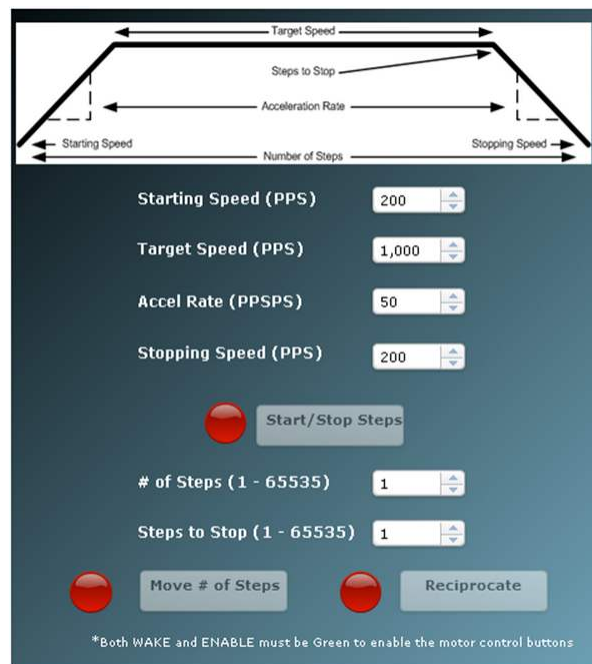 Target Speed
Steps to Stop
Acceleration Rate
Starting Speed
Stopping Speed
Number of Steps
Starting Speed (PPS) 200
Target Speed (PPS) 1,000
Accel Rate (PPSPS) 50
Stopping Speed (PPS) 200
Start/Stop Steps
# of Steps (1 - 65535) 1
Steps to Stop (1 - 65535) 1
Move # of Steps Reciprocate
*Both WAKE and ENABLE must be Green to enable the motor control buttons